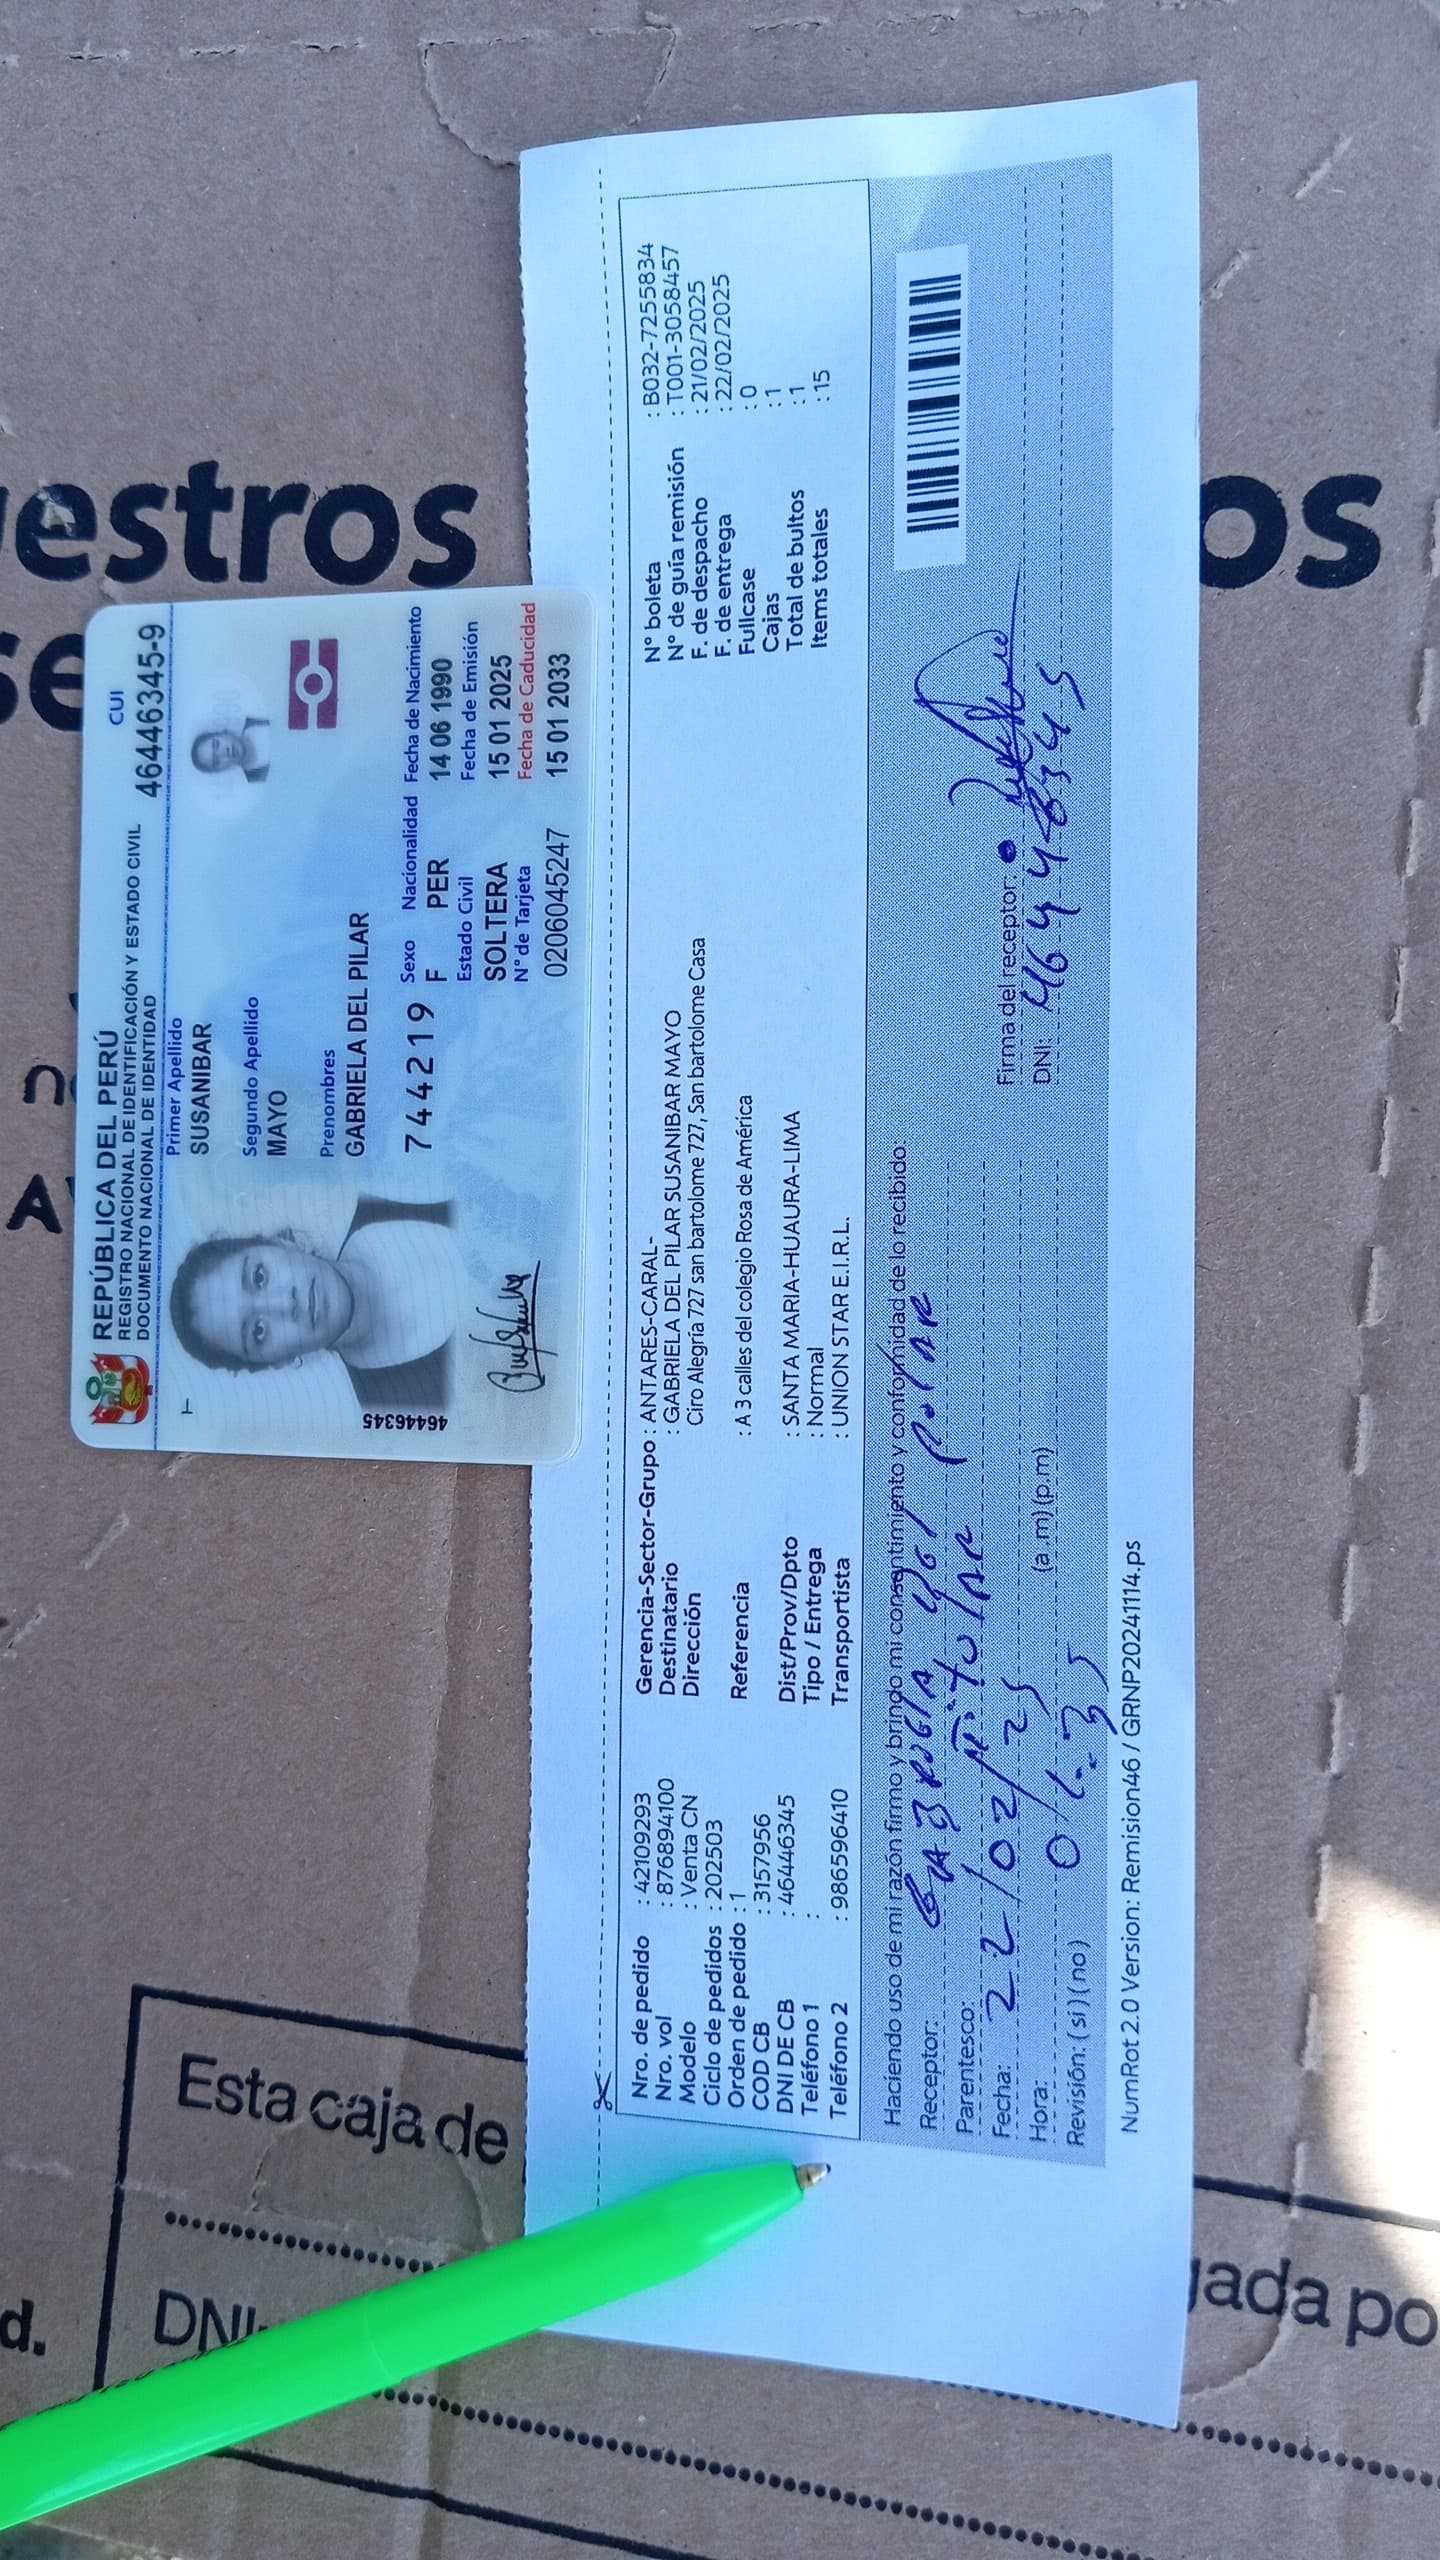 REPÚBLICA DEL PERÚ
REGISTRO NACIONAL DE IDENTIFICACIÓN Y ESTADO CIVIL
DOCUMENTO NACIONAL DE IDENTIDAD
CUI
46446345-9
Primer Apellido
SUSANIBAR
Segundo Apellido
MAYO
Prenombres
GABRIELA DEL PILAR
744219
Sexo Nacionalidad Fecha de Nacimiento
F PER 14 06 1990
Estado Civil Fecha de Emisión
SOLTERA 15 01 2025
N° de Tarjeta Fecha de Caducidad
0206045247 15 01 2033
46446345
Nro. de pedido : 42109293
Nro. vol : 876894100
Modelo : Venta CN
Ciclo de pedidos : 202503
Orden de pedido : 1
COD CB : 3157956
DNI DE CB : 46446345
Teléfono 1 :
Teléfono 2 : 986596410
Gerencia-Sector-Grupo : ANTARES-CARAL-
Destinatario : GABRIELA DEL PILAR SUSANIBAR MAYO
Dirección Ciro Alegría 727 san bartolome 727, San bartolome Casa
Referencia : A 3 calles del colegio Rosa de América
Dist/Prov/Dpto : SANTA MARIA-HUAURA-LIMA
Tipo / Entrega : Normal
Transportista : UNION STAR E.I.R.L.
N° boleta : B032-7255834
N° de guía remisión : T001-3058457
F. de despacho : 21/02/2025
F. de entrega : 22/02/2025
Fullcase : 0
Cajas : 1
Total de bultos : 1
Items totales : 15
Haciendo uso de mi razón firmo y brindo mi consentimiento y conformidad de lo recibido:
Receptor:
Parentesco:
Fecha: 22/02/25
Hora: 01:35 (a .m) (p.m)
Revisión: ( si ) ( no )
Firma del receptor:
DNI: 46446345
NumRot 2.0 Version: Remision46 / GRNP20241114.ps
estros
Esta caja de
DNI
d.
ada po
os